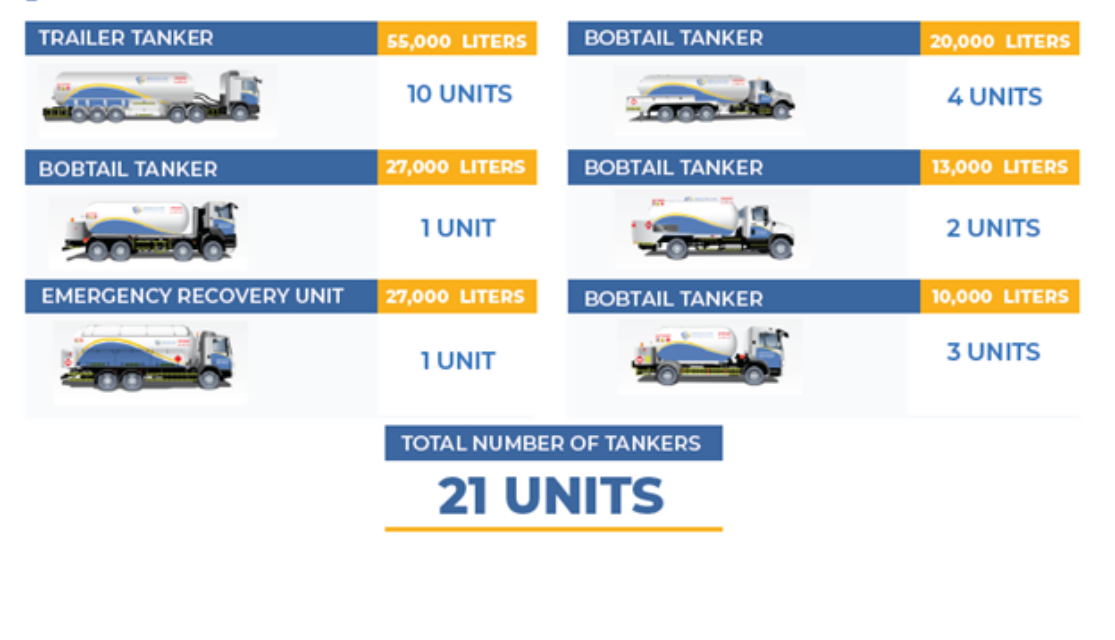 TRAILER TANKER 55,000 LITERS
10 UNITS
BOBTAIL TANKER 20,000 LITERS
4 UNITS
BOBTAIL TANKER 27,000 LITERS
1 UNIT
BOBTAIL TANKER 13,000 LITERS
2 UNITS
EMERGENCY RECOVERY UNIT 27,000 LITERS
1 UNIT
BOBTAIL TANKER 10,000 LITERS
3 UNITS
TOTAL NUMBER OF TANKERS
21 UNITS